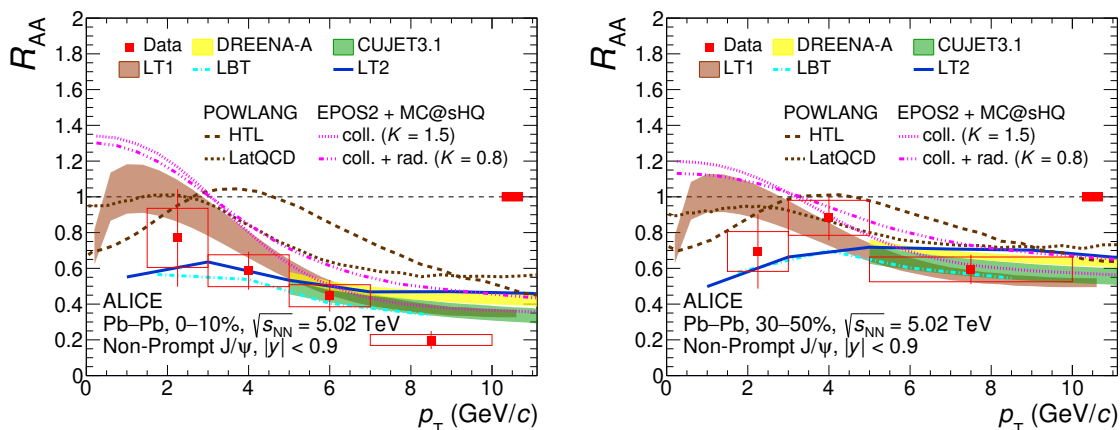 R_AA
2
1.8
1.6
1.4
1.2
1
0.8
0.6
0.4
0.2
0
Data DREENA-A CUJET3.1
LT1 LBT LT2
POWLANG EPOS2 + MC@sHQ
HTL coll. (K = 1.5)
LatQCD coll. + rad. (K = 0.8)
ALICE
Pb–Pb, 0–10%, √s_NN = 5.02 TeV
Non-Prompt J/ψ, |y| < 0.9
0 2 4 6 8 10
p_T (GeV/c)
R_AA
2
1.8
1.6
1.4
1.2
1
0.8
0.6
0.4
0.2
0
Data DREENA-A CUJET3.1
LT1 LBT LT2
POWLANG EPOS2 + MC@sHQ
HTL coll. (K = 1.5)
LatQCD coll. + rad. (K = 0.8)
ALICE
Pb–Pb, 30–50%, √s_NN = 5.02 TeV
Non-Prompt J/ψ, |y| < 0.9
0 2 4 6 8 10
p_T (GeV/c)